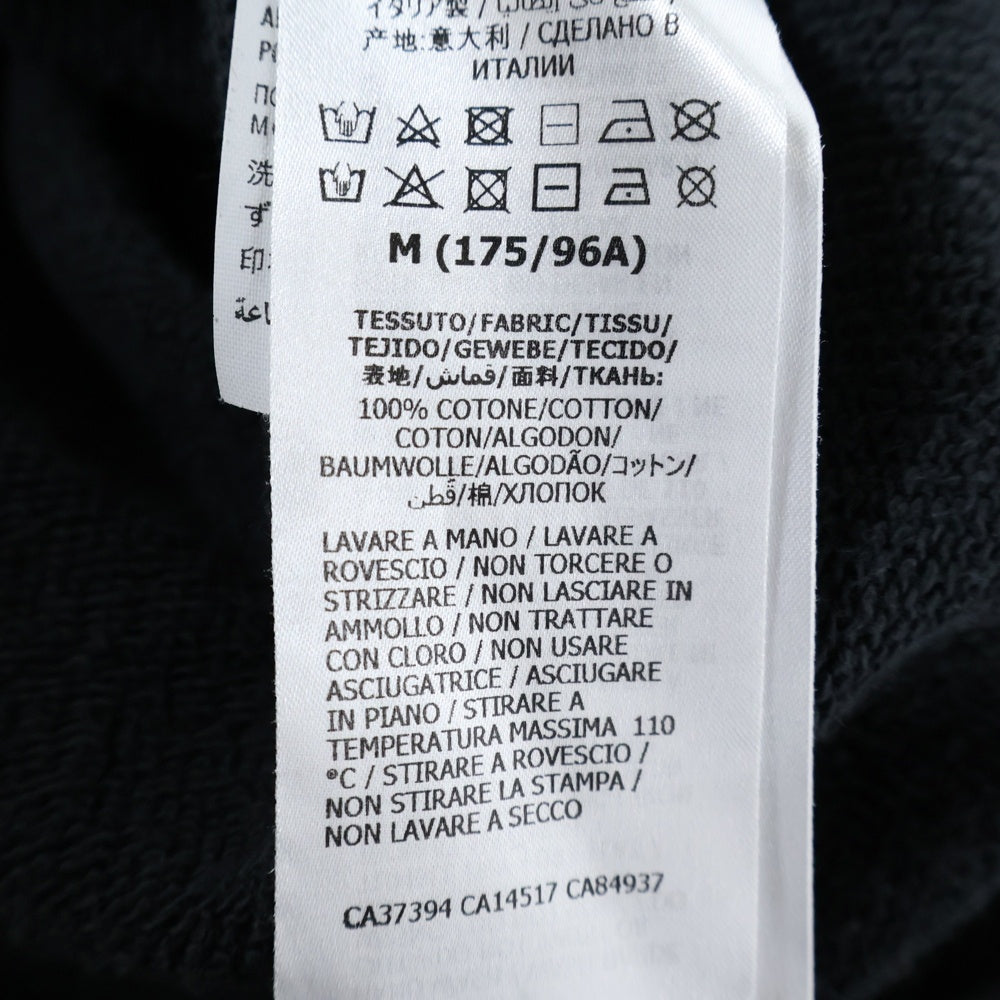 イタリア製 /
产地:意大利 / СДЕЛАНО В
ИТАЛИИ
M (175/96A)
TESSUTO/FABRIC/TISSU/
TEJIDO/GEWEBE/TECIDO/
表地/قماش/面料/ТКАНЬ:
100% COTONE/COTTON/
COTON/ALGODON/
BAUMWOLLE/ALGODÃO/コットン/
قطن/棉/ХЛОПОК
LAVARE A MANO / LAVARE A
ROVESCIO / NON TORCERE O
STRIZZARE / NON LASCIARE IN
AMMOLLO / NON TRATTARE
CON CLORO / NON USARE
ASCIUGATRICE / ASCIUGARE
IN PIANO / STIRARE A
TEMPERATURA MASSIMA 110
°C / STIRARE A ROVESCIO /
NON STIRARE LA STAMPA /
NON LAVARE A SECCO
CA37394 CA14517 CA84937
洗
ず
印